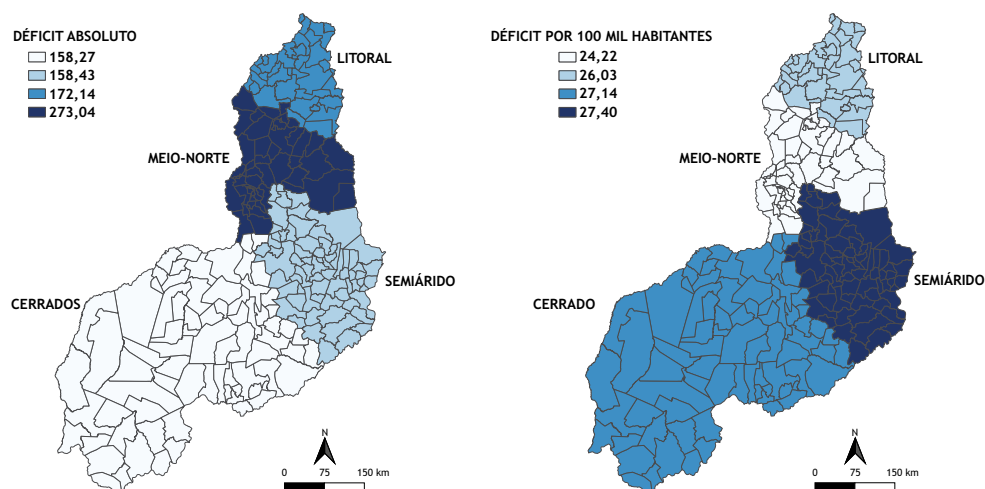 DÉFICIT ABSOLUTO
158,27
158,43
172,14
273,04
LITORAL
MEIO-NORTE
SEMIÁRIDO
CERRADOS
N
0 75 150 km
DÉFICIT POR 100 MIL HABITANTES
24,22
26,03
27,14
27,40
LITORAL
MEIO-NORTE
SEMIÁRIDO
CERRADO
N
0 75 150 km